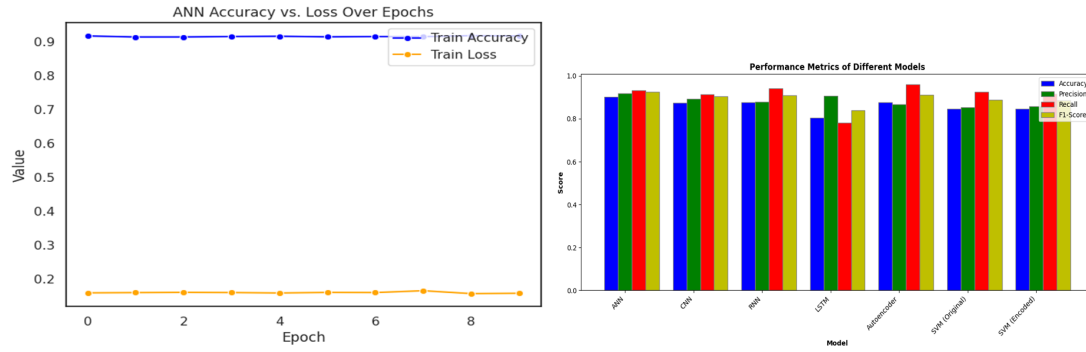 ANN Accuracy vs. Loss Over Epochs
Train Accuracy
Train Loss
0.9
0.8
0.7
0.6
0.5
0.4
0.3
0.2
Value
0 2 4 6 8
Epoch
Performance Metrics of Different Models
Accuracy
Precision
Recall
F1-Score
1.0
0.8
0.6
0.4
0.2
0.0
Score
ANN CNN RNN LSTM Autoencoder SVM (Original) SVM (Encoded)
Model